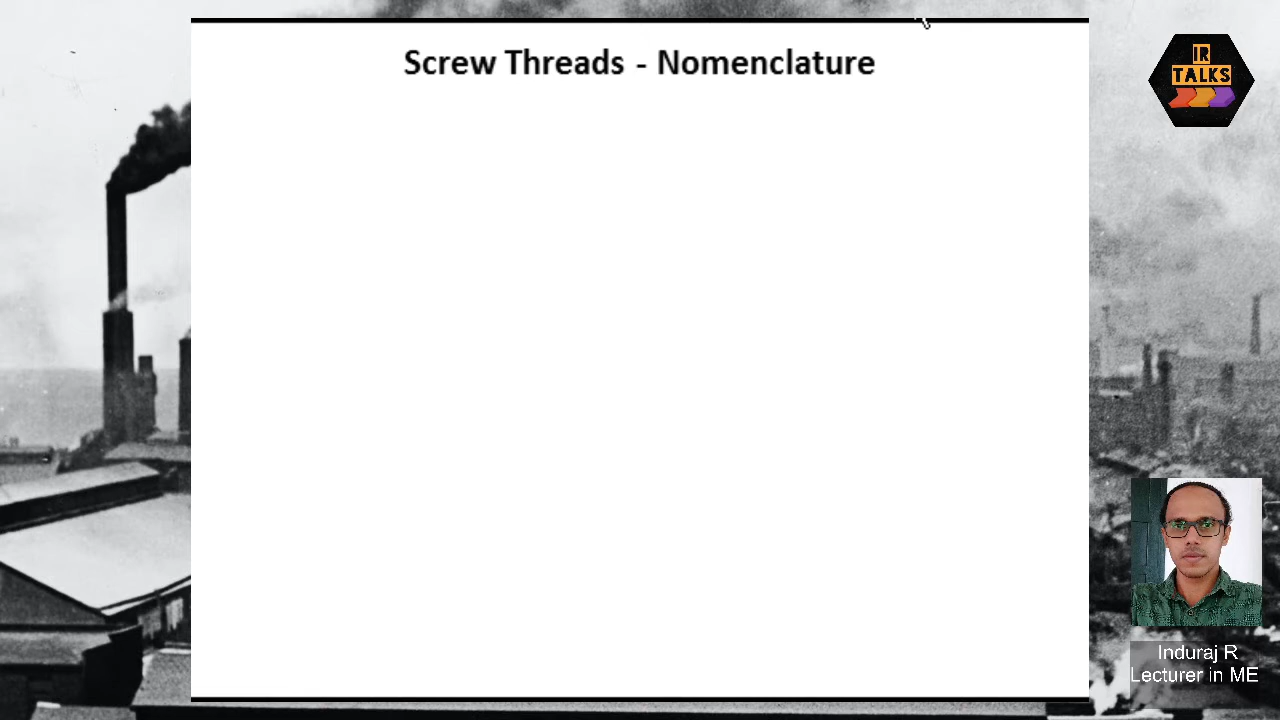 Screw Threads - Nomenclature
IR
TALKS
Induraj R
Lecturer in ME